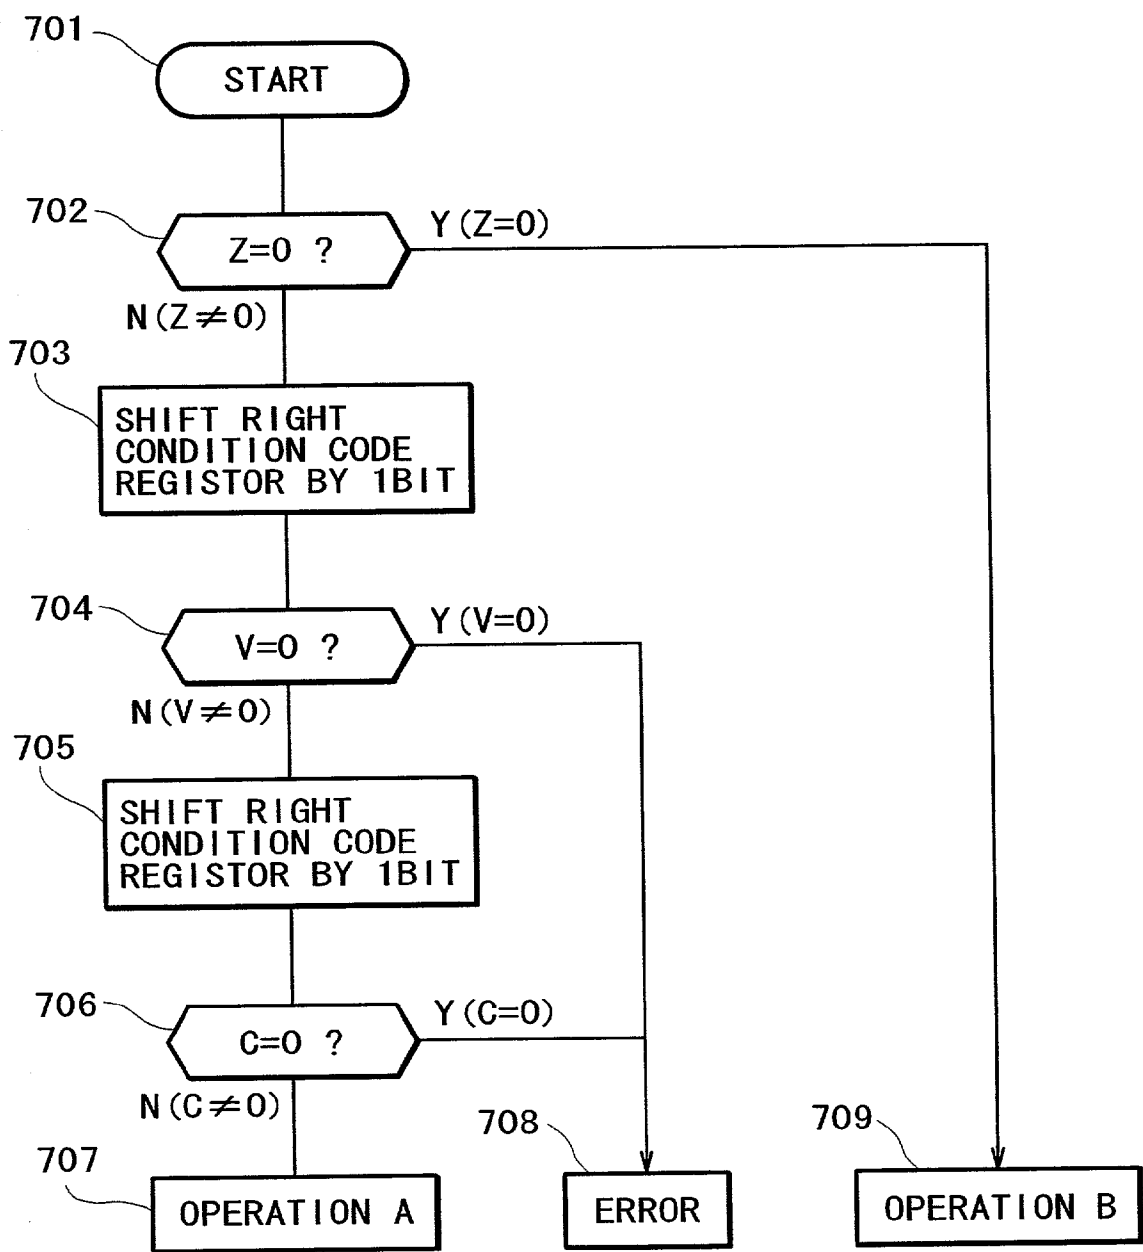 701
START
702
Z=0 ?
Y(Z=0)
N(Z≠0)
703
SHIFT RIGHT
CONDITION CODE
REGISTOR BY 1BIT
704
V=0 ?
Y(V=0)
N(V≠0)
705
SHIFT RIGHT
CONDITION CODE
REGISTOR BY 1BIT
706
C=0 ?
Y(C=0)
N(C≠0)
707
OPERATION A
708
ERROR
709
OPERATION B